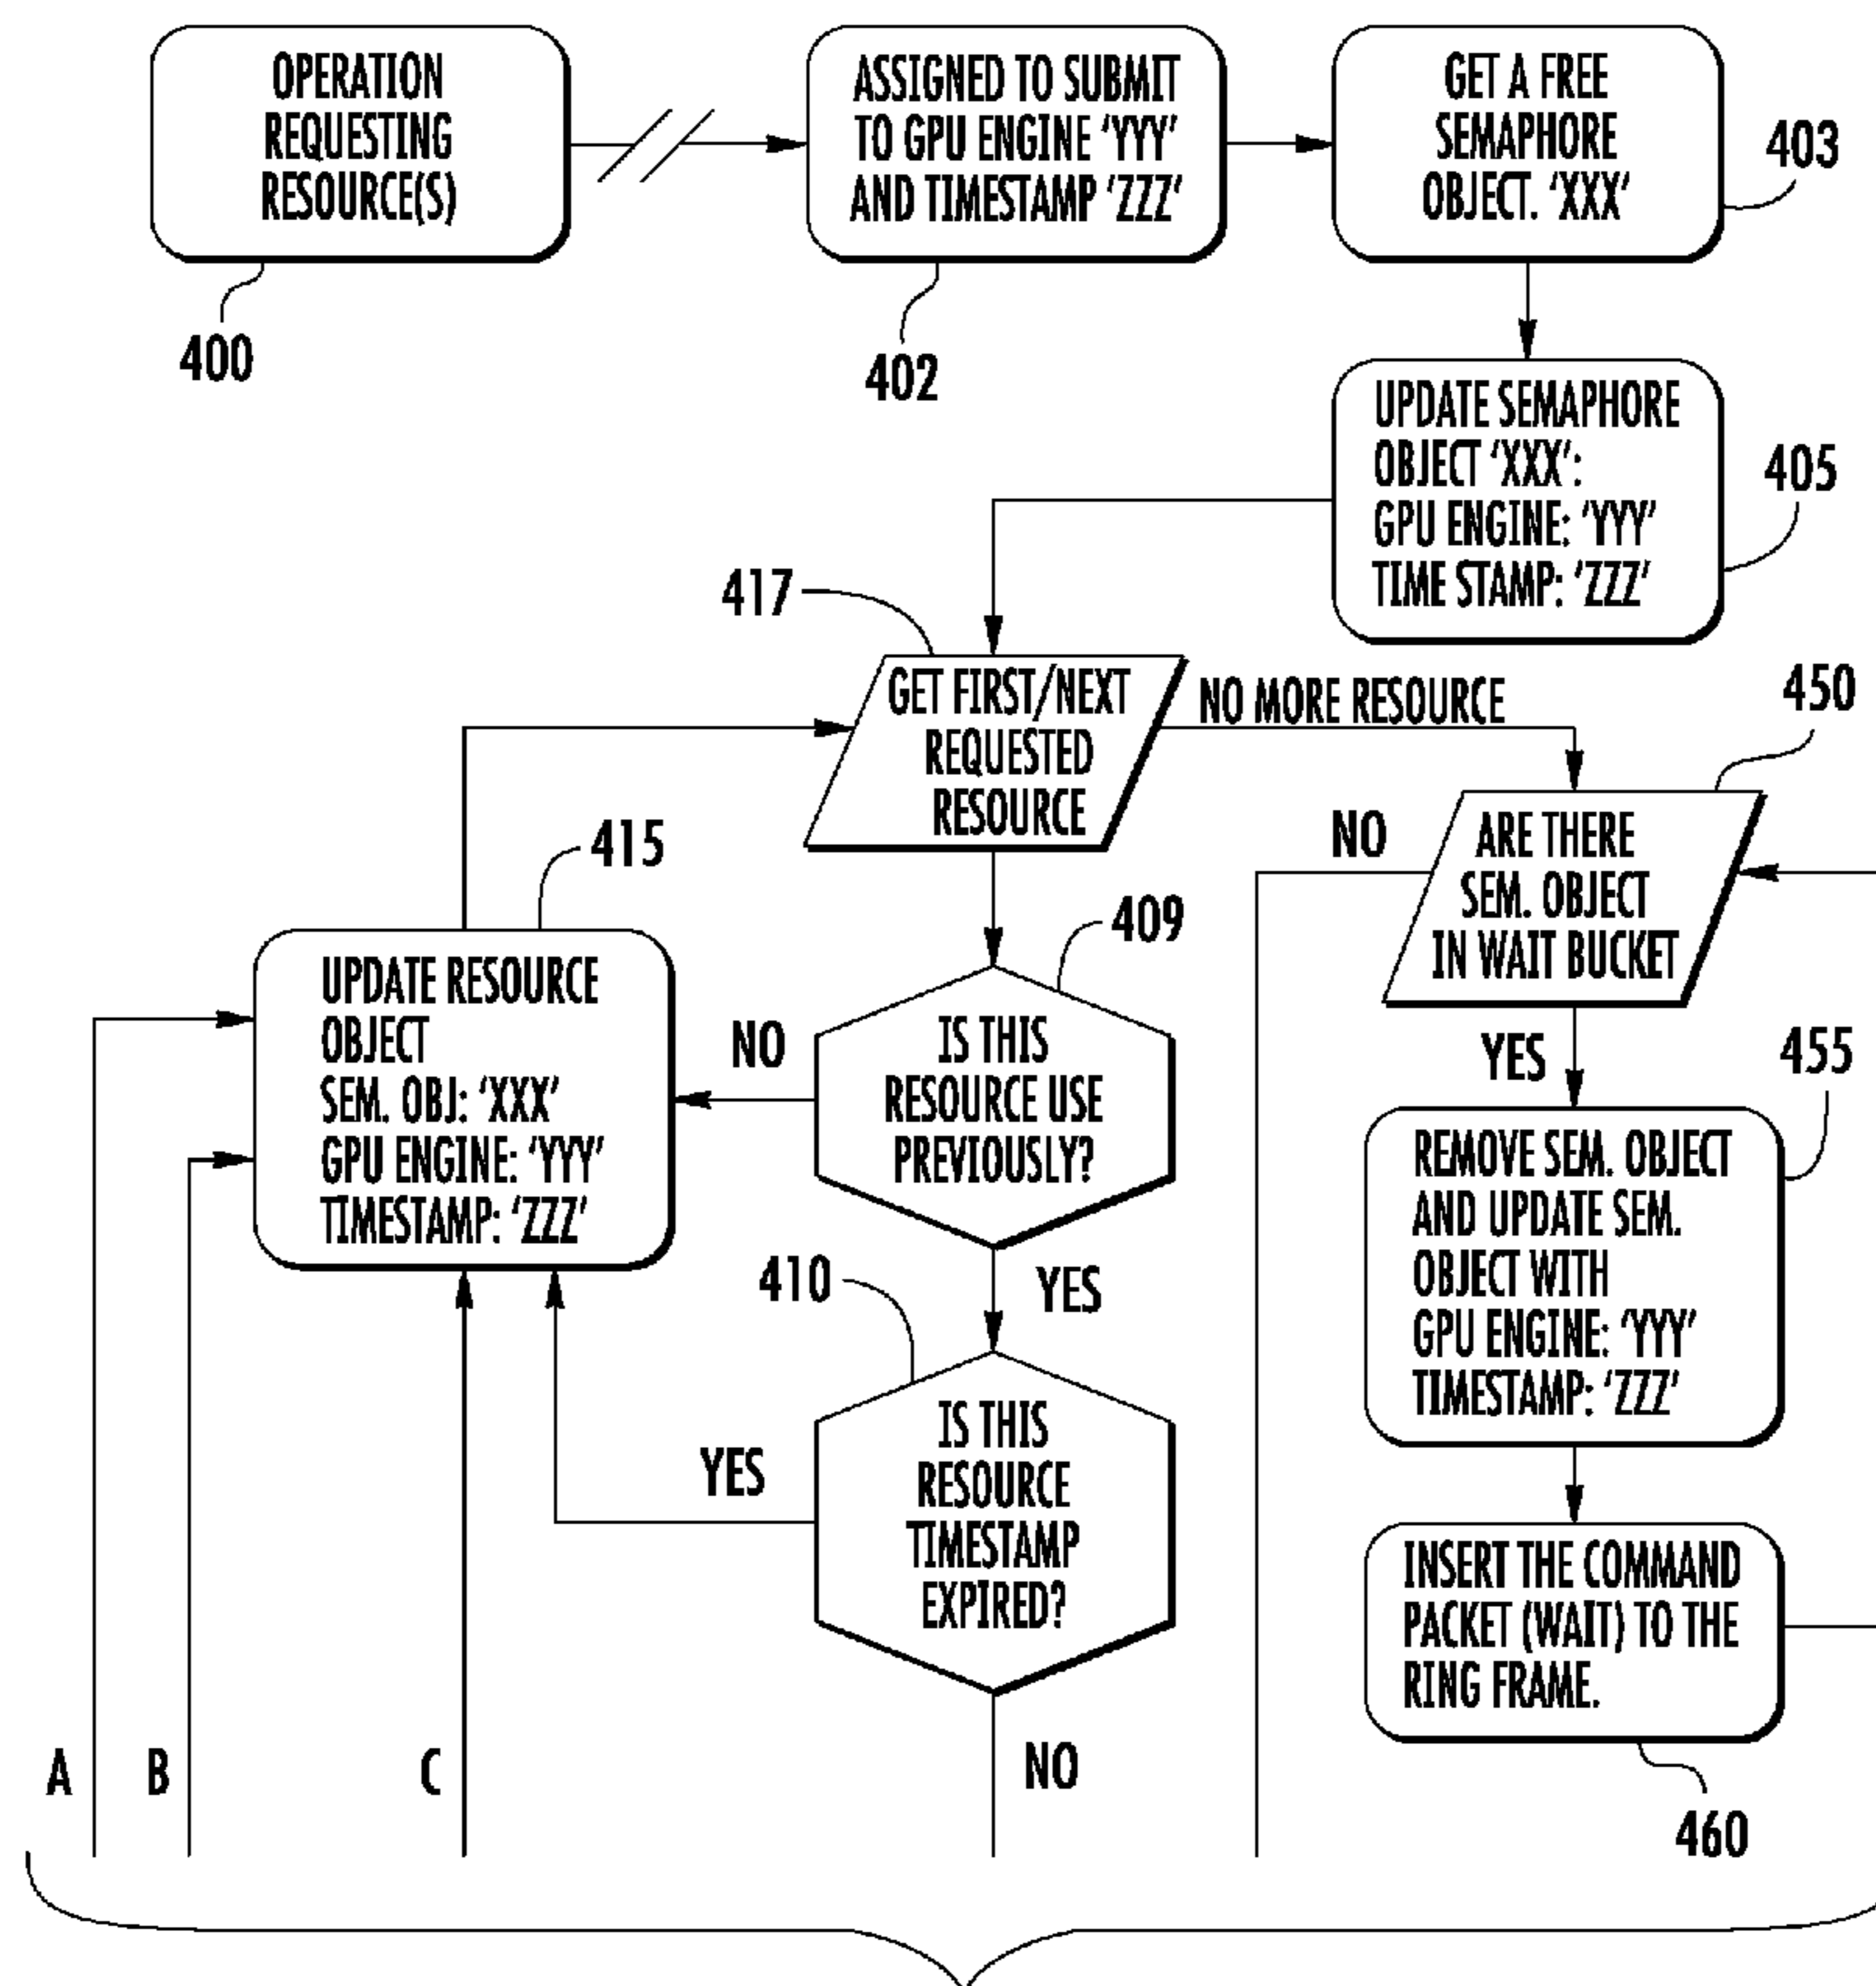 OPERATION
REQUESTING
RESOURCE(S)
400
ASSIGNED TO SUBMIT
TO GPU ENGINE 'YYY'
AND TIMESTAMP 'ZZZ'
402
GET A FREE
SEMAPHORE
OBJECT. 'XXX'
403
UPDATE SEMAPHORE
OBJECT 'XXX':
GPU ENGINE: 'YYY'
TIME STAMP: 'ZZZ'
405
417
GET FIRST/NEXT
REQUESTED
RESOURCE
NO MORE RESOURCE
450
ARE THERE
SEM. OBJECT
IN WAIT BUCKET
NO
YES
415
UPDATE RESOURCE
OBJECT
SEM. OBJ: 'XXX'
GPU ENGINE: 'YYY'
TIMESTAMP: 'ZZZ'
409
IS THIS
RESOURCE USE
PREVIOUSLY?
NO
YES
455
REMOVE SEM. OBJECT
AND UPDATE SEM.
OBJECT WITH
GPU ENGINE: 'YYY'
TIMESTAMP: 'ZZZ'
410
IS THIS
RESOURCE
TIMESTAMP
EXPIRED?
YES
NO
INSERT THE COMMAND
PACKET (WAIT) TO THE
RING FRAME.
460
A
B
C